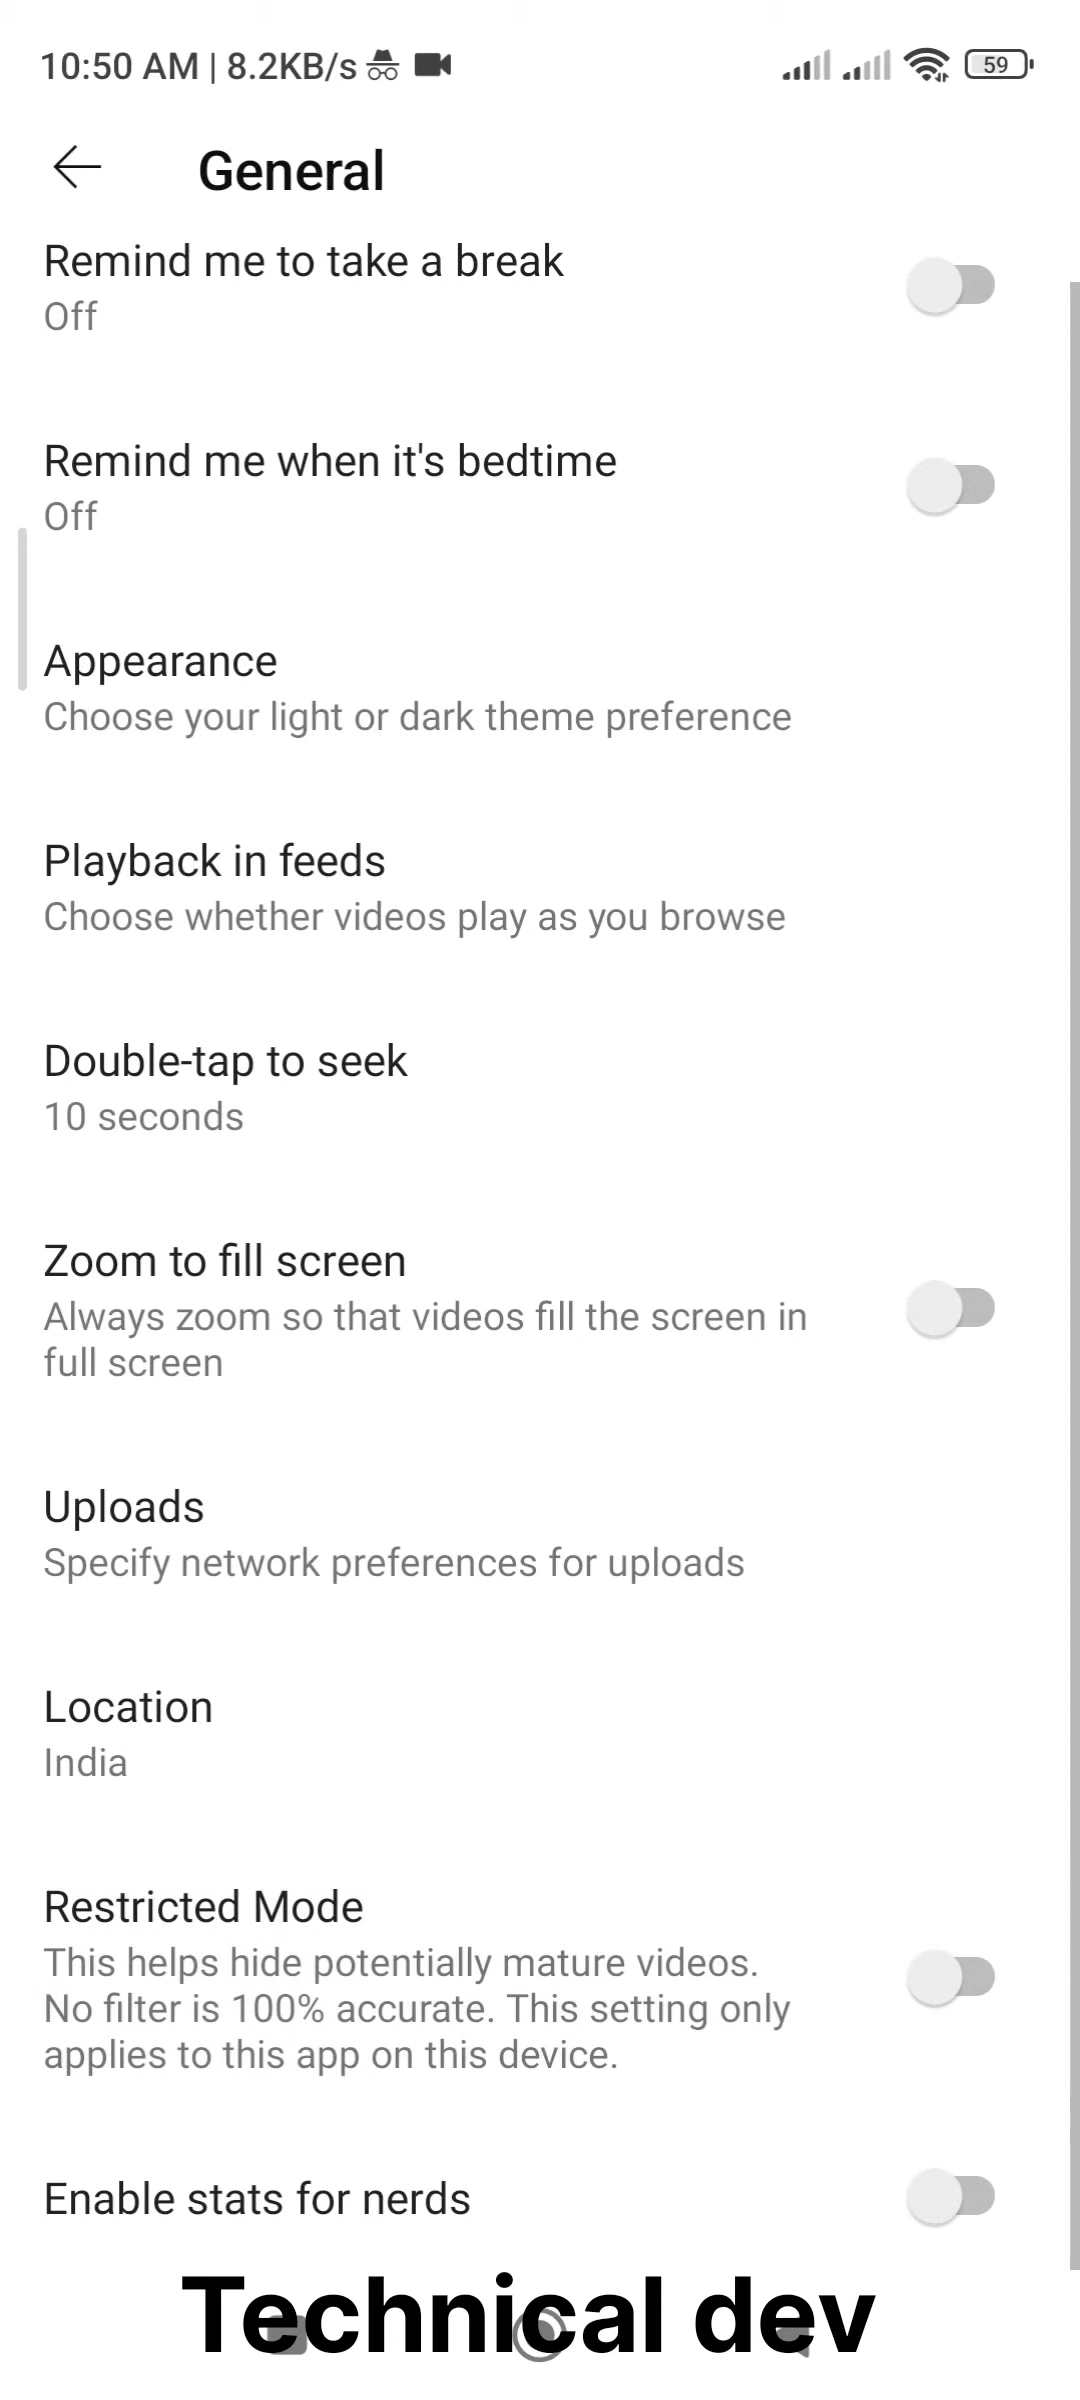 10:50 AM | 8.2KB/s 59
General
Remind me to take a break
Off
Remind me when it's bedtime
Off
Appearance
Choose your light or dark theme preference
Playback in feeds
Choose whether videos play as you browse
Double-tap to seek
10 seconds
Zoom to fill screen
Always zoom so that videos fill the screen in
full screen
Uploads
Specify network preferences for uploads
Location
India
Restricted Mode
This helps hide potentially mature videos.
No filter is 100% accurate. This setting only
applies to this app on this device.
Enable stats for nerds
Technical dev